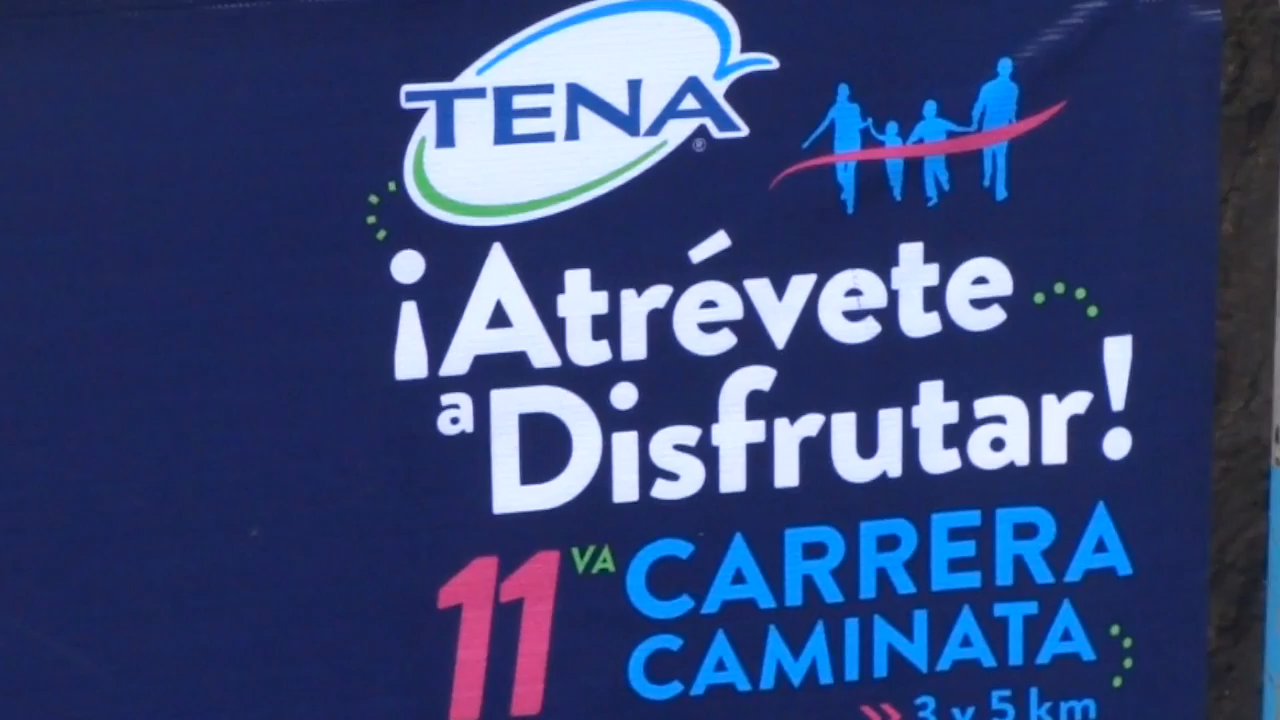 TENA®
¡Atrévete
a Disfrutar!
11VA CARRERA
CAMINATA
3 y 5 km